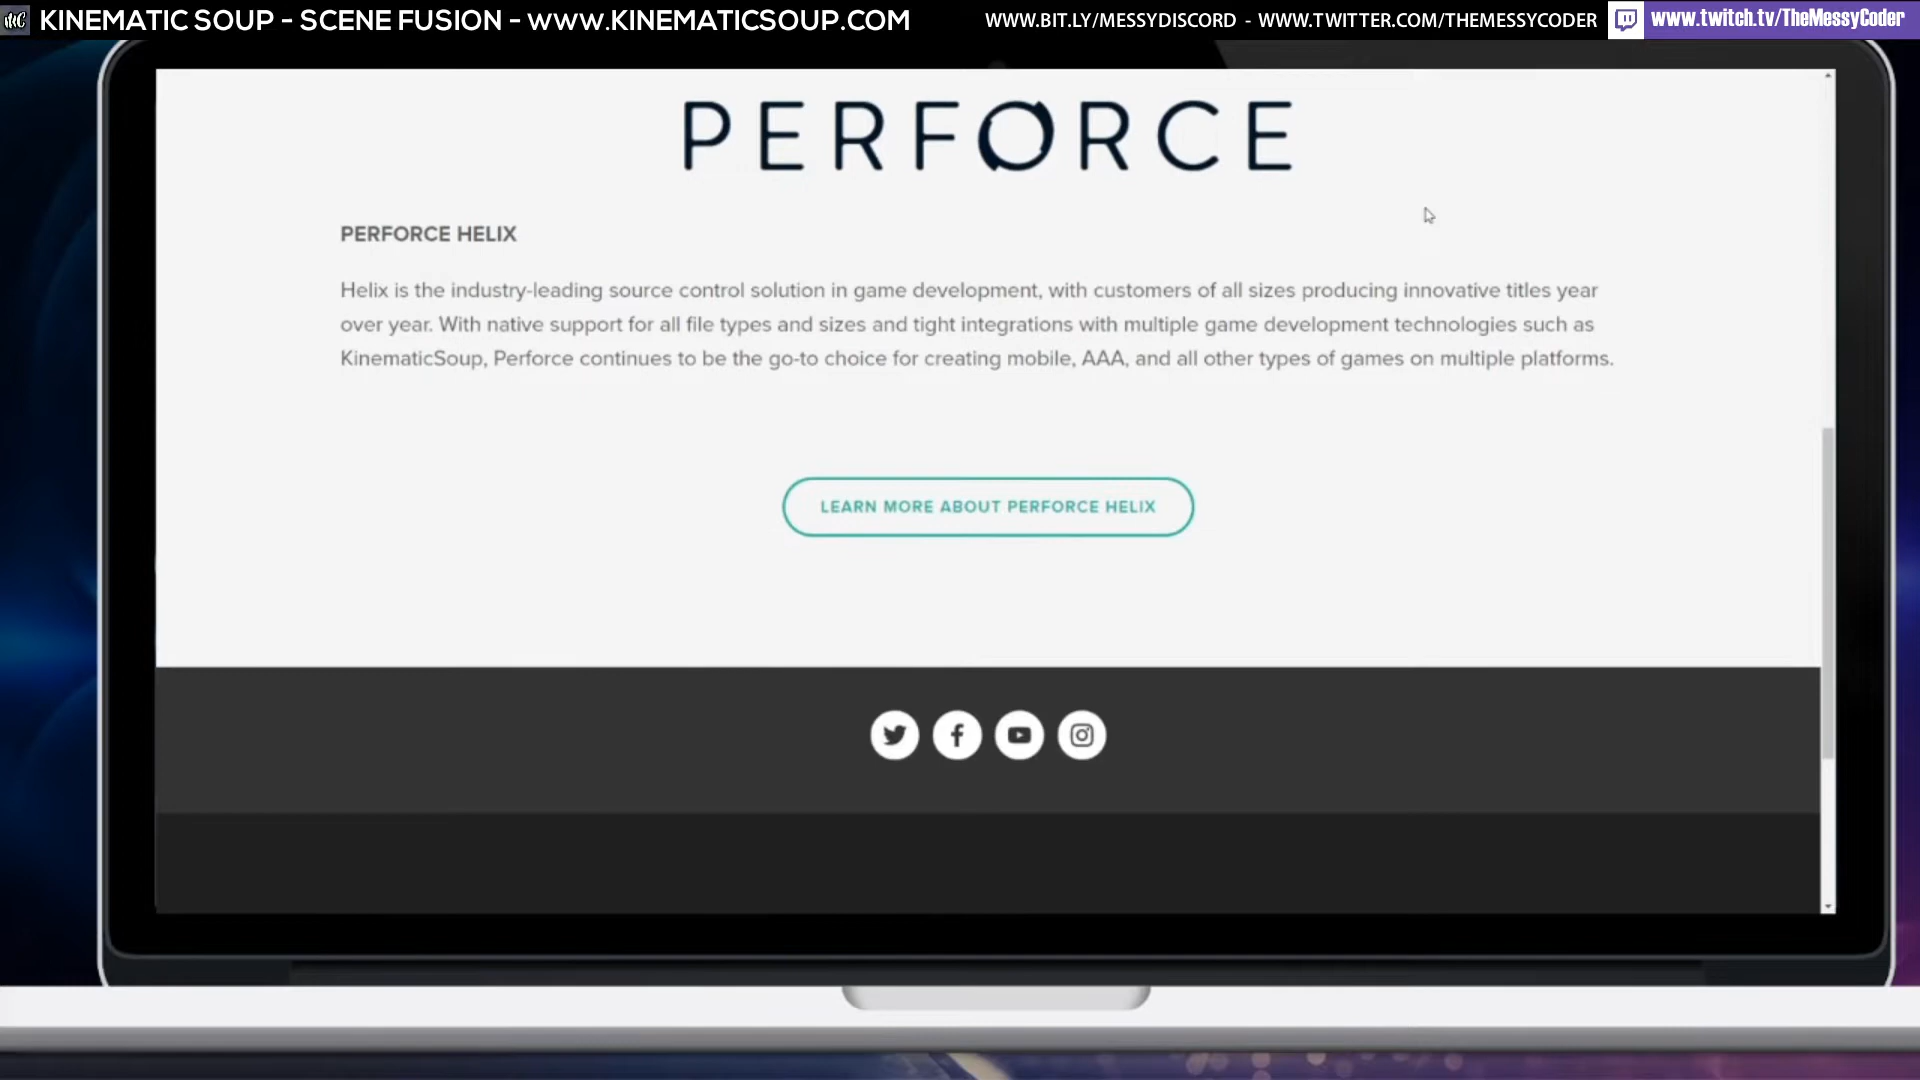 MC KINEMATIC SOUP - SCENE FUSION - www.KINEMATICSOUP.COM
WWW.BIT.LY/MESSYDISCORD - WWW.TWITTER.COM/THEMESSYCODER
www.twitch.tv/TheMessyCoder
PERFORCE
PERFORCE HELIX
Helix is the industry-leading source control solution in game development, with customers of all sizes producing innovative titles year
over year. With native support for all file types and sizes and tight integrations with multiple game development technologies such as
KinematicSoup, Perforce continues to be the go-to choice for creating mobile, AAA, and all other types of games on multiple platforms.
LEARN MORE ABOUT PERFORCE HELIX